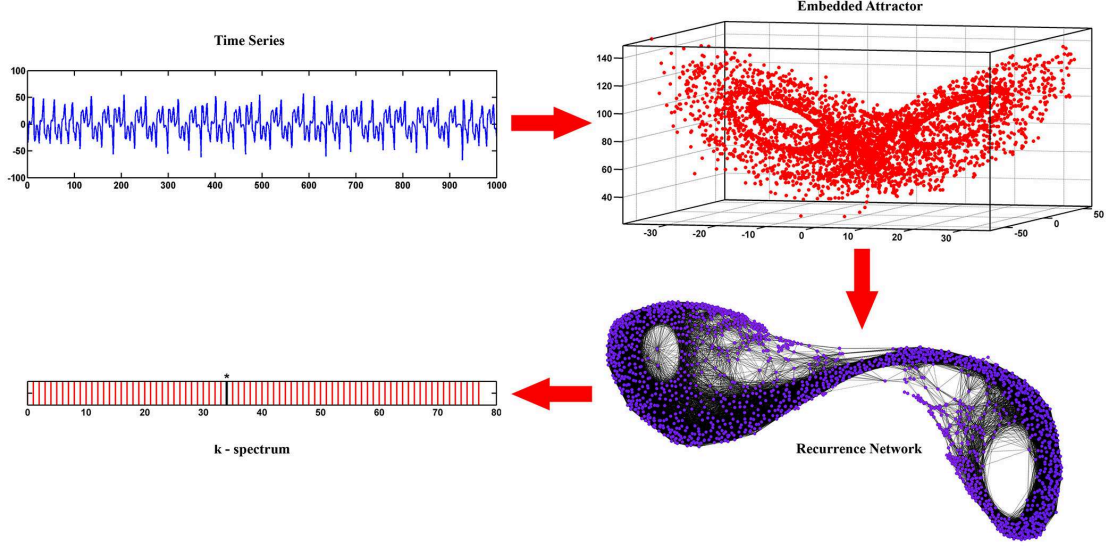 Embedded Attractor
Time Series
100
50
0
-50
-100
0 100 200 300 400 500 600 700 800 900 1000
140
120
100
80
60
40
-30 -20 -10 0 10 20 30
-50 0 50
*
0 10 20 30 40 50 60 70 80
k - spectrum
Recurrence Network